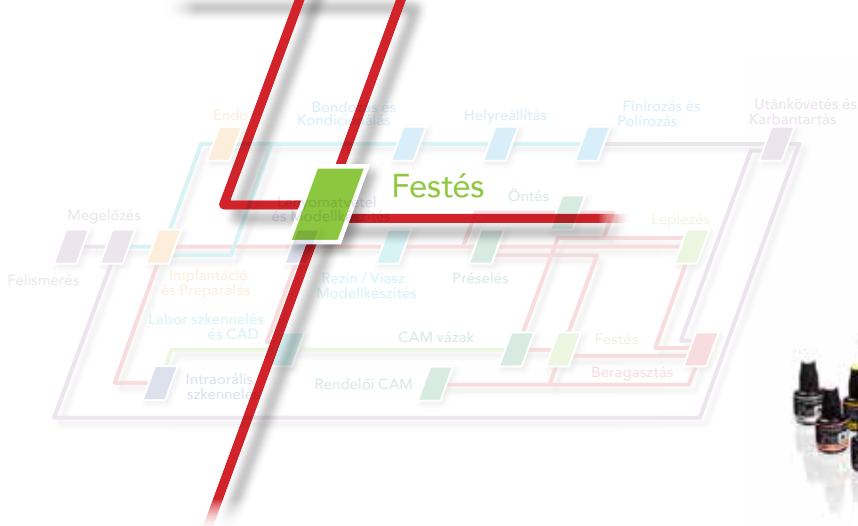 Endo
Bondozás és
Kondicionálás
Helyreállítás
Finírozás és
Polírozás
Utánkövetés és
Karbantartás
Festés
Öntés
Megelőzés
Lenyomatvétel
és Modellkészítés
Leplezés
Felismerés
Implantáció
és Preparálás
Rezin / Viasz
Modellkészítés
Préselés
Labor szkennelés
és CAD
CAM vázak
Festés
Beragasztás
Intraorális
szkennelés
Rendelői CAM